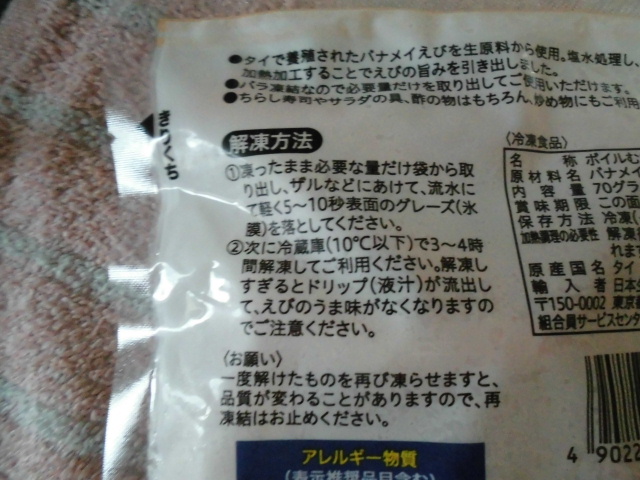 ●タイで養殖されたバナメイえびを生原料から使用。塩水処理し、
加熱加工することでえびの旨みを引き出しました。
●バラ凍結なので必要量だけを取り出してご使用いただけます。
●ちらし寿司やサラダの具、酢の物はもちろん、炒め物にもご利用
きりくち
解凍方法
①凍ったまま必要な量だけ袋から取
り出し、ザルなどにあけて、流水に
て軽く5〜10秒表面のグレーズ(氷
膜)を落としてください。
②次に冷蔵庫(10℃以下)で3〜4時
間解凍してご利用ください。解凍し
すぎるとドリップ(液汁)が流出し
て、えびのうま味がなくなりますの
でご注意ください。
〈お願い〉
一度解けたものを再び凍らせますと、
品質が変わることがありますので、再
凍結はお止めください。
アレルギー物質
(表示推奨品目含む)
〈冷凍食品〉
名 称 ボイルむ
原材料名 バナメイ
内容量 70グラ
賞味期限 この面
保存方法 冷凍(
加熱調理の必要性 解凍
れます
原産国名 タイ
輸入者 日本
〒150-0002 東京
組合員サービスセンタ
4 9022